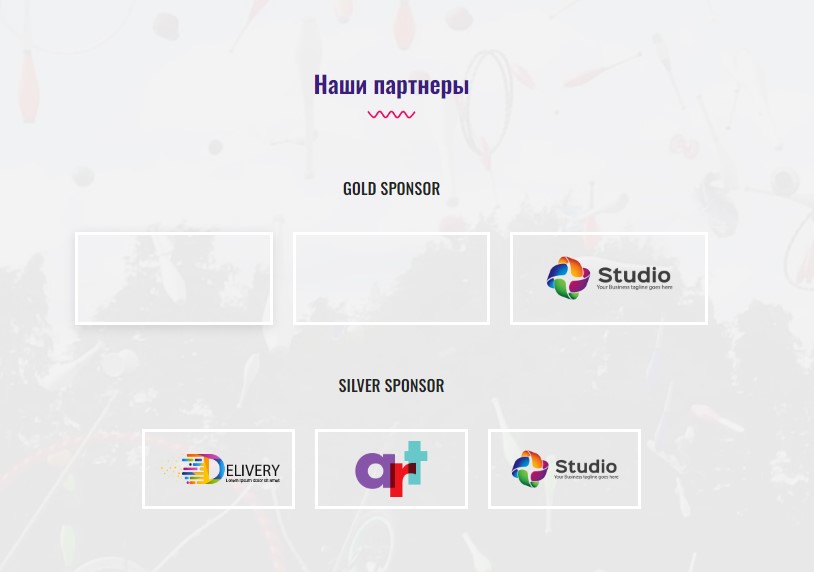 Наши партнеры
GOLD SPONSOR
Studio
Your Business tagline goes here
SILVER SPONSOR
DELIVERY
Lorem ipsum dolor sit amet
art
Studio
Your Business tagline goes here